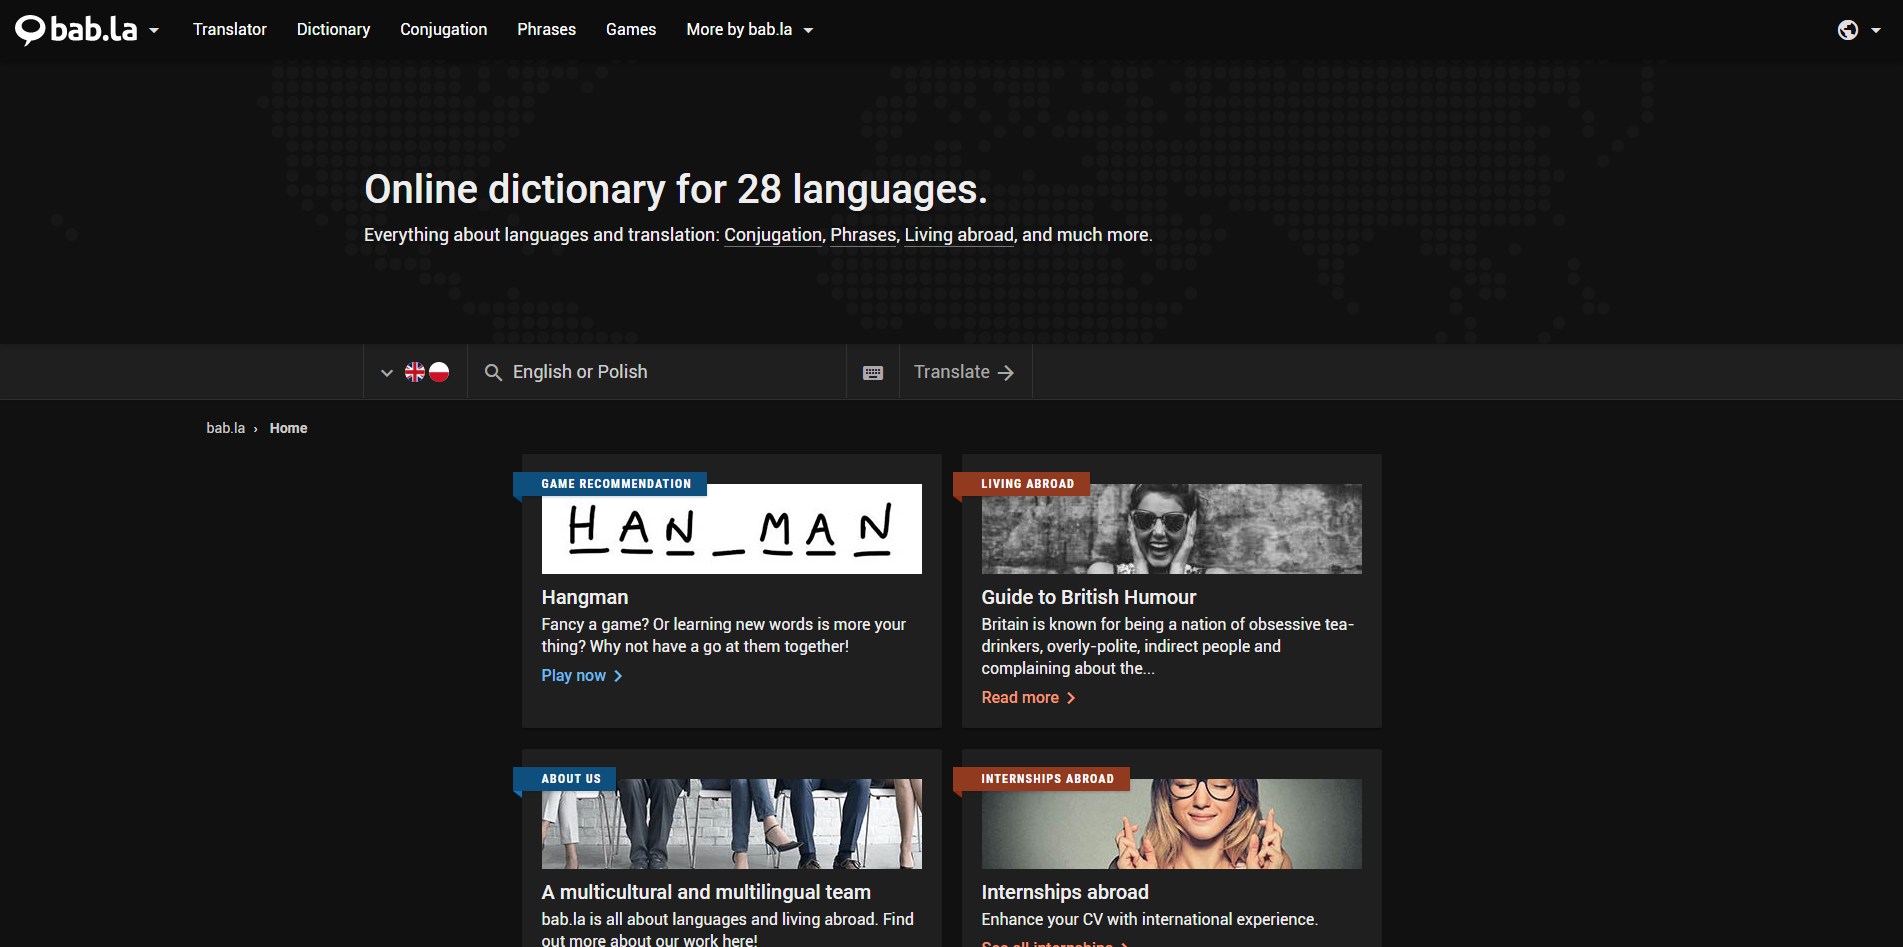 bab.la
Translator
Dictionary
Conjugation
Phrases
Games
More by bab.la
Online dictionary for 28 languages.
Everything about languages and translation: Conjugation, Phrases, Living abroad, and much more.
English or Polish
Translate
bab.la › Home
GAME RECOMMENDATION
HAN_MAN
Hangman
Fancy a game? Or learning new words is more your
thing? Why not have a go at them together!
Play now
LIVING ABROAD
Guide to British Humour
Britain is known for being a nation of obsessive tea-
drinkers, overly-polite, indirect people and
complaining about the...
Read more
ABOUT US
A multicultural and multilingual team
bab.la is all about languages and living abroad. Find
out more about our work here!
INTERNSHIPS ABROAD
Internships abroad
Enhance your CV with international experience.
See all internships